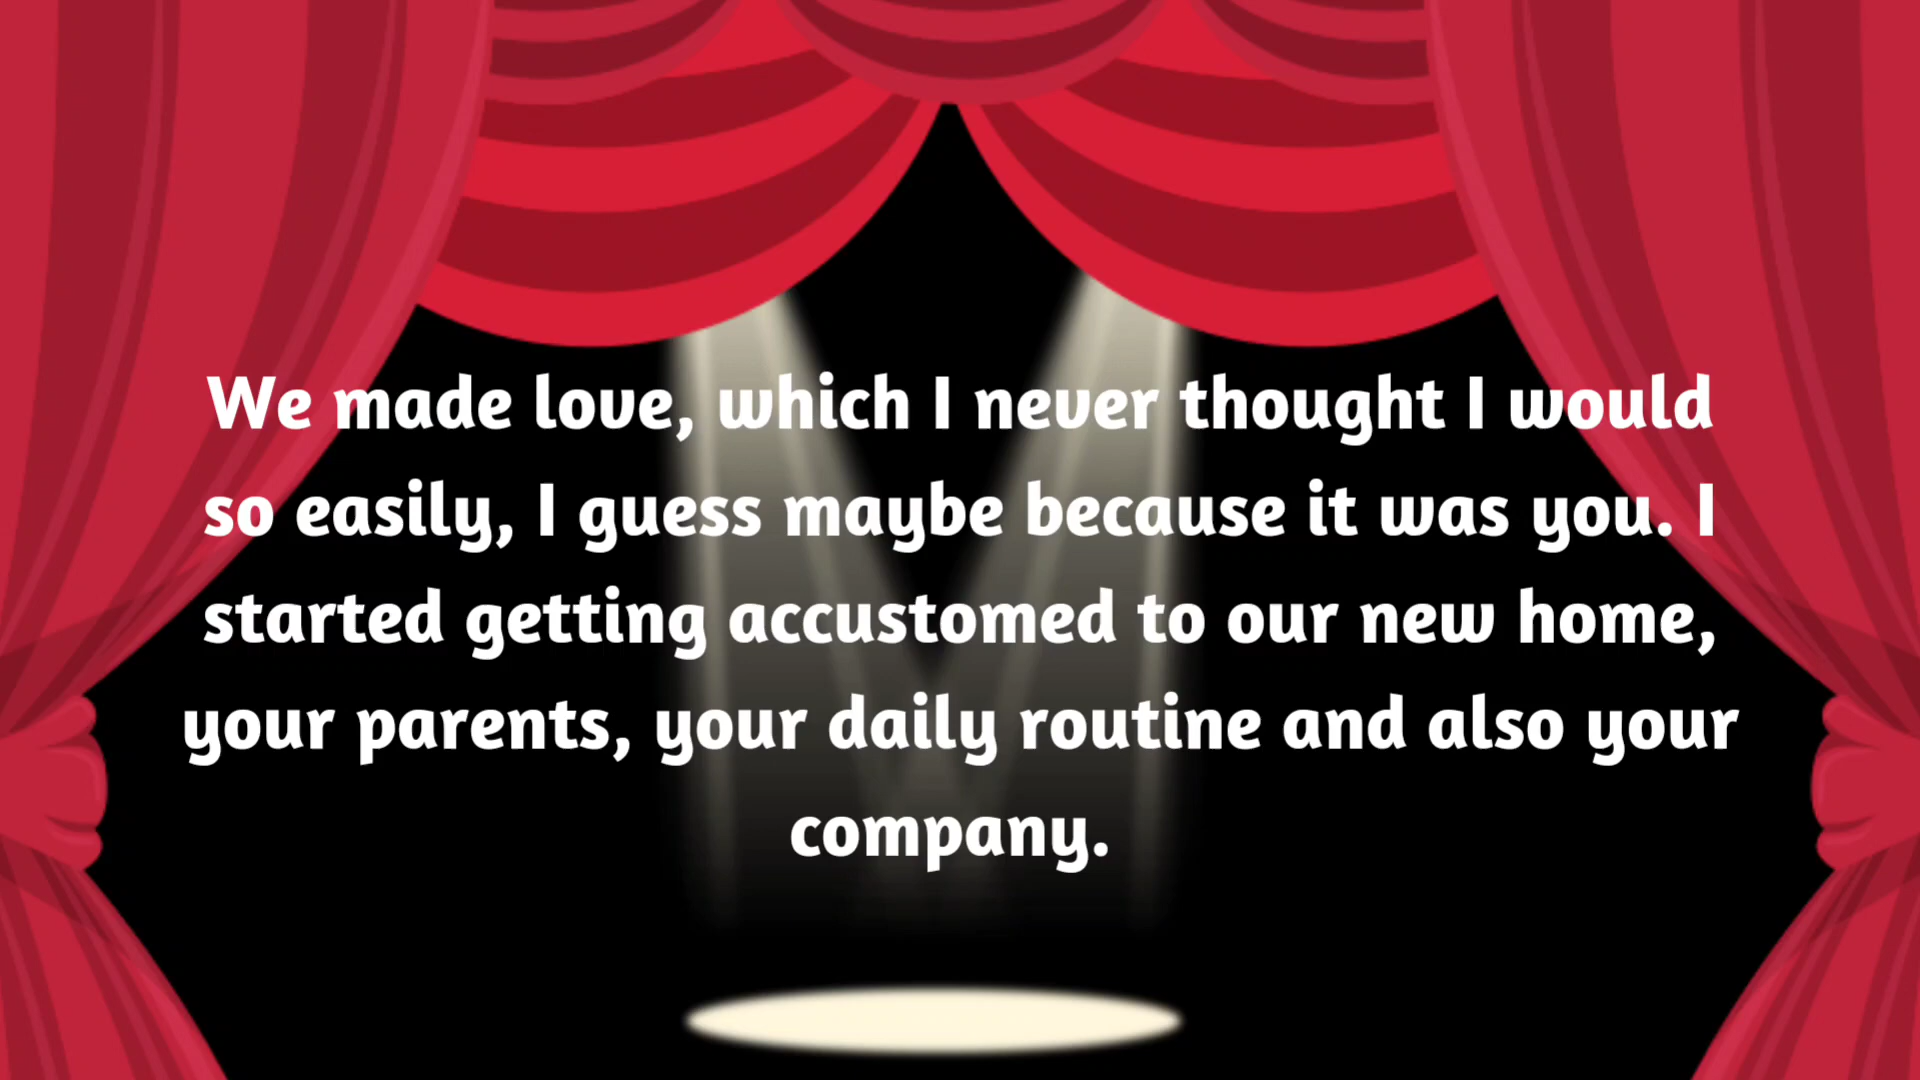 We made love, which I never thought I would
so easily, I guess maybe because it was you. I
started getting accustomed to our new home,
your parents, your daily routine and also your
company.